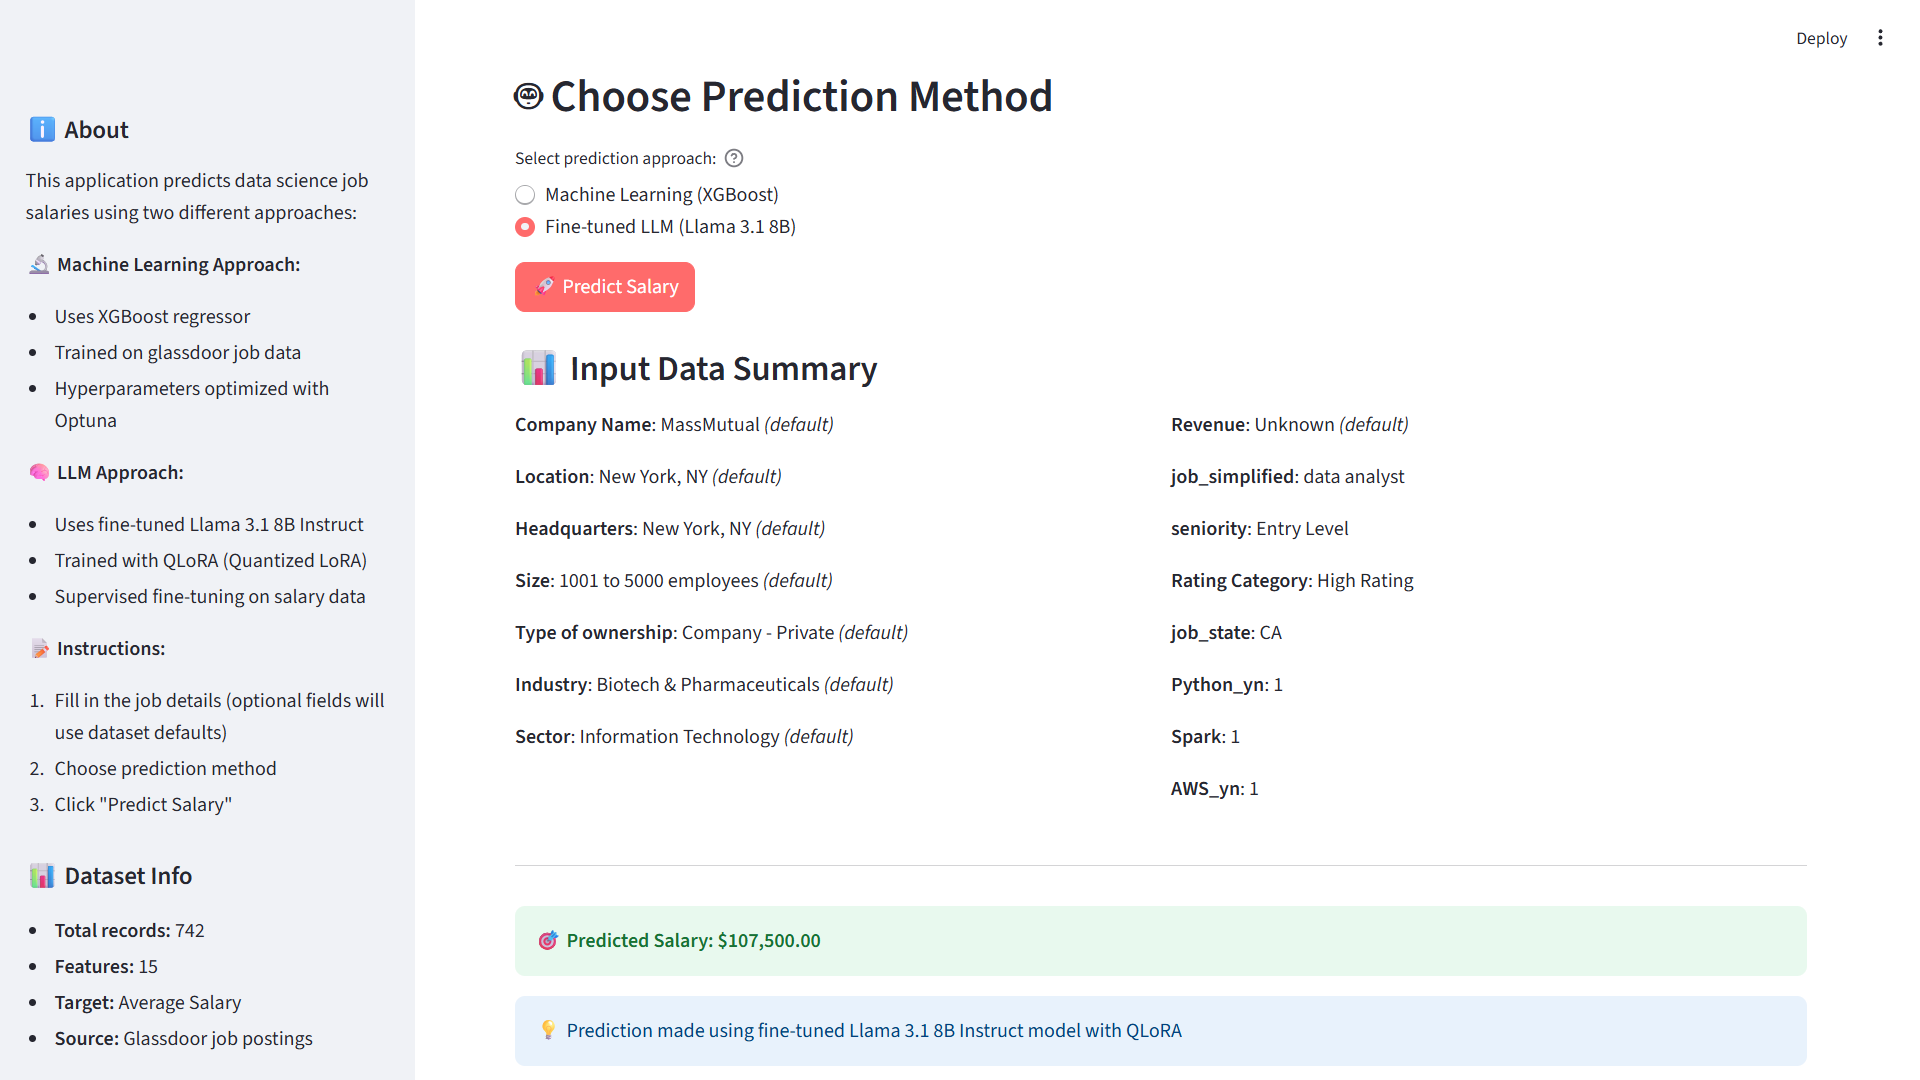 Deploy
About
This application predicts data science job
salaries using two different approaches:
Machine Learning Approach:
Uses XGBoost regressor
Trained on glassdoor job data
Hyperparameters optimized with
Optuna
LLM Approach:
Uses fine-tuned Llama 3.1 8B Instruct
Trained with QLoRA (Quantized LoRA)
Supervised fine-tuning on salary data
Instructions:
1. Fill in the job details (optional fields will
use dataset defaults)
2. Choose prediction method
3. Click "Predict Salary"
Dataset Info
Total records: 742
Features: 15
Target: Average Salary
Source: Glassdoor job postings
Choose Prediction Method
Select prediction approach:
Machine Learning (XGBoost)
Fine-tuned LLM (Llama 3.1 8B)
Predict Salary
Input Data Summary
Company Name: MassMutual (default)
Location: New York, NY (default)
Headquarters: New York, NY (default)
Size: 1001 to 5000 employees (default)
Type of ownership: Company - Private (default)
Industry: Biotech & Pharmaceuticals (default)
Sector: Information Technology (default)
Revenue: Unknown (default)
job_simplified: data analyst
seniority: Entry Level
Rating Category: High Rating
job_state: CA
Python_yn: 1
Spark: 1
AWS_yn: 1
Predicted Salary: $107,500.00
Prediction made using fine-tuned Llama 3.1 8B Instruct model with QLoRA